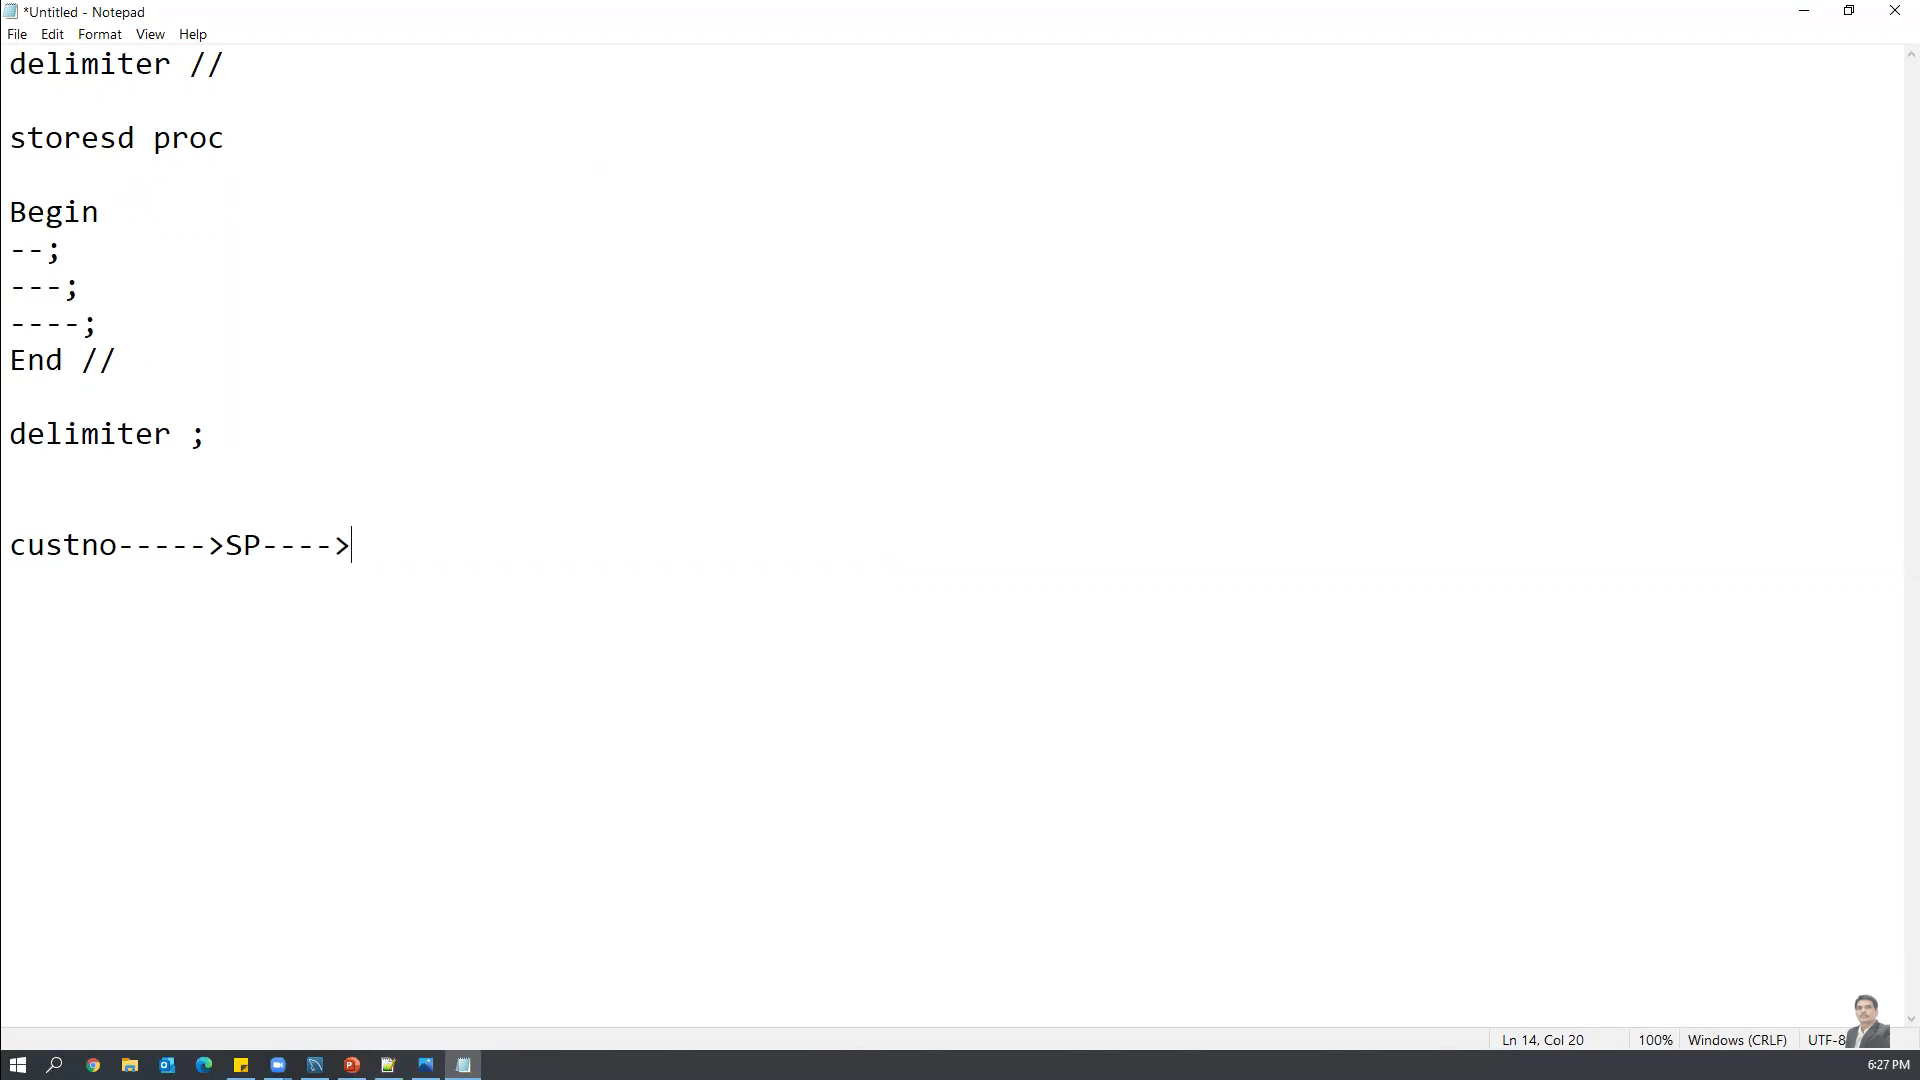 *Untitled - Notepad
File Edit Format View Help
delimiter //
storesd proc
Begin
--;
---;
----;
End //
delimiter ;
custno----->SP---->
Ln 14, Col 20 100% Windows (CRLF) UTF-8
6:27 PM